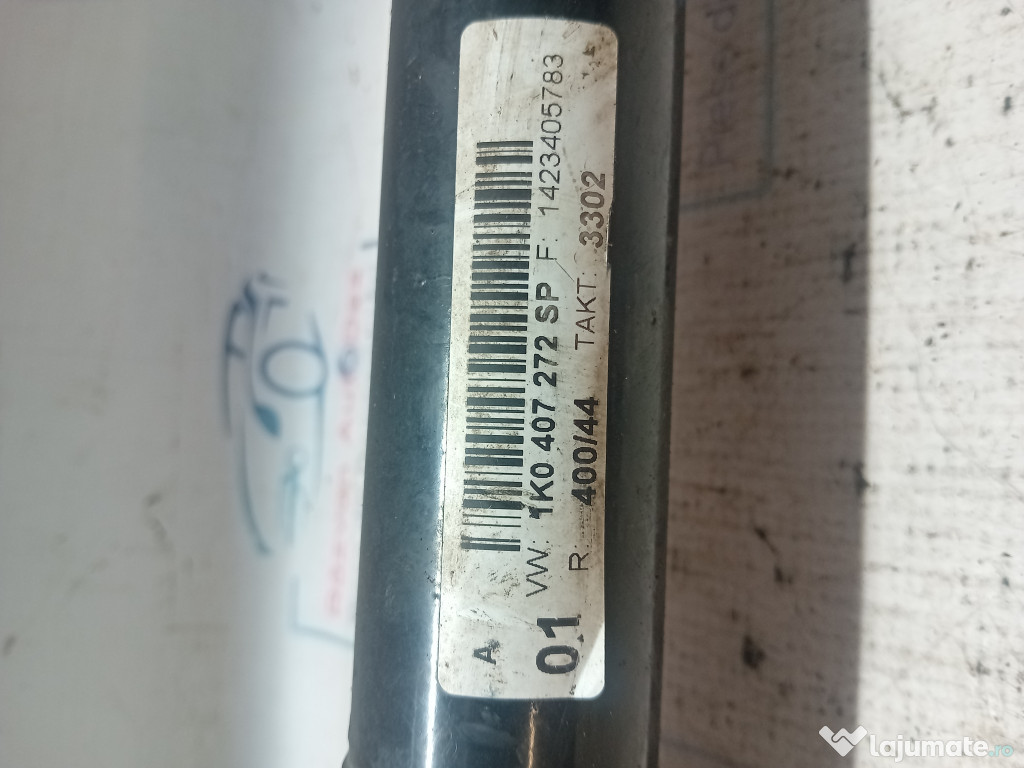 A
VW: 1K0 407 272 SP F: 1423405783
01
R: 400/44 TAKT: 3302
lajumate.ro